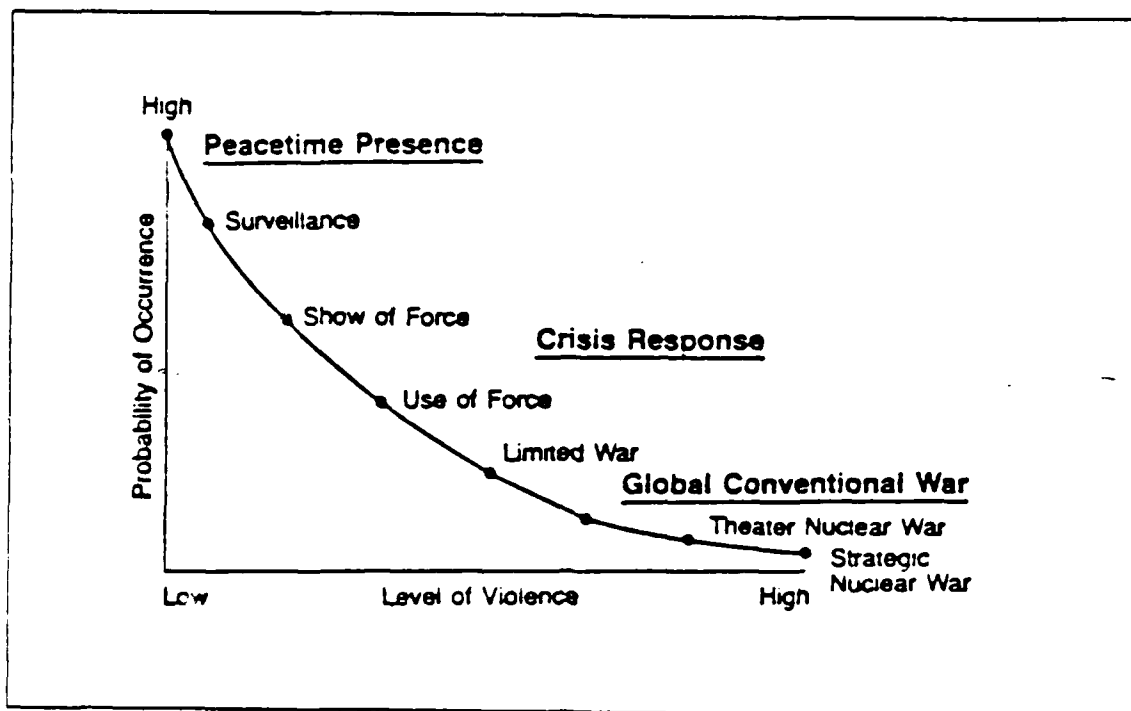 High
Peacetime Presence
Surveillance
Show of Force
Crisis Response
Use of Force
Limited War
Global Conventional War
Theater Nuclear War
Strategic
Nuclear War
Probability of Occurrence
Low
Level of Violence
High